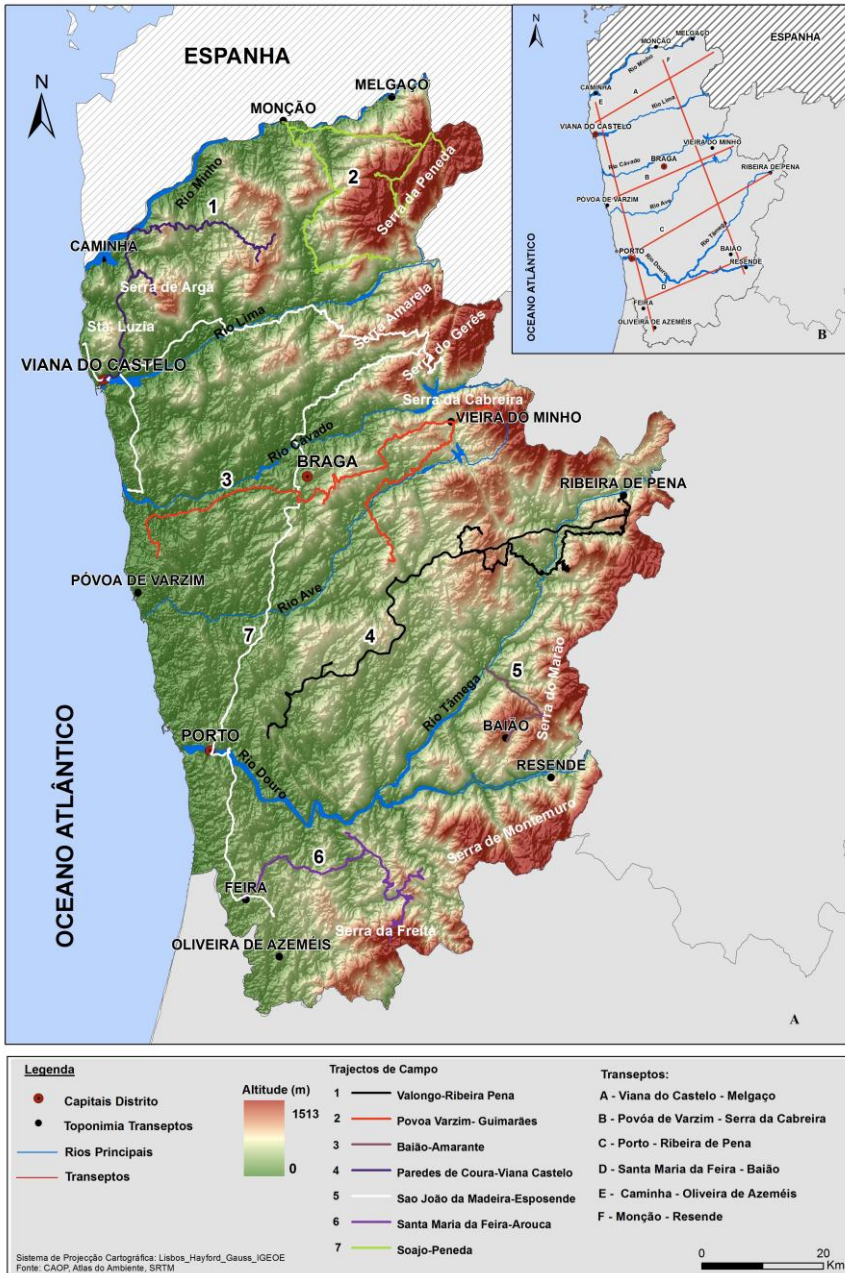 ESPANHA
N
MELGAÇO
MONÇÃO
2
Serra da Peneda
Rio Minho
1
CAMINHA
Serra de Arga
Sta. Luzia
Rio Lima
Serra Amarela
Serra do Gerês
VIANA DO CASTELO
Serra da Cabreira
VIEIRA DO MINHO
Rio Cávado
3
BRAGA
RIBEIRA DE PENA
PÓVOA DE VARZIM
Rio Ave
7
4
5
Serra do Marão
Rio Tâmega
BAIÃO
PORTO
Rio Douro
RESENDE
OCEANO ATLÂNTICO
Serra de Montemuro
6
FEIRA
Serra da Freita
OLIVEIRA DE AZEMÉIS
A
N
MELGAÇO
MONÇÃO
ESPANHA
Rio Minho
F
A
CAMINHA
E
Rio Lima
VIANA DO CASTELO
VIEIRA DO MINHO
Rio Cávado
BRAGA
RIBEIRA DE PENA
B
PÓVOA DE VARZIM
Rio Ave
C
Rio Tâmega
PORTO
BAIÃO
Rio Douro
RESENDE
D
FEIRA
OLIVEIRA DE AZEMÉIS
OCEANO ATLÂNTICO
B
Legenda
Capitais Distrito
Toponimia Transeptos
Rios Principais
Transeptos
Altitude (m)
1513
0
Trajectos de Campo
1 Valongo-Ribeira Pena
2 Povoa Varzim- Guimarães
3 Baião-Amarante
4 Paredes de Coura-Viana Castelo
5 Sao João da Madeira-Esposende
6 Santa Maria da Feira-Arouca
7 Soajo-Peneda
Transeptos:
A - Viana do Castelo - Melgaço
B - Povóa de Varzim - Serra da Cabreira
C - Porto - Ribeira de Pena
D - Santa Maria da Feira - Baião
E - Caminha - Oliveira de Azeméis
F - Monção - Resende
Sistema de Projecção Cartográfica: Lisbos_Hayford_Gauss_IGEOE
Fonte: CAOP, Atlas do Ambiente, SRTM
0 20
Km